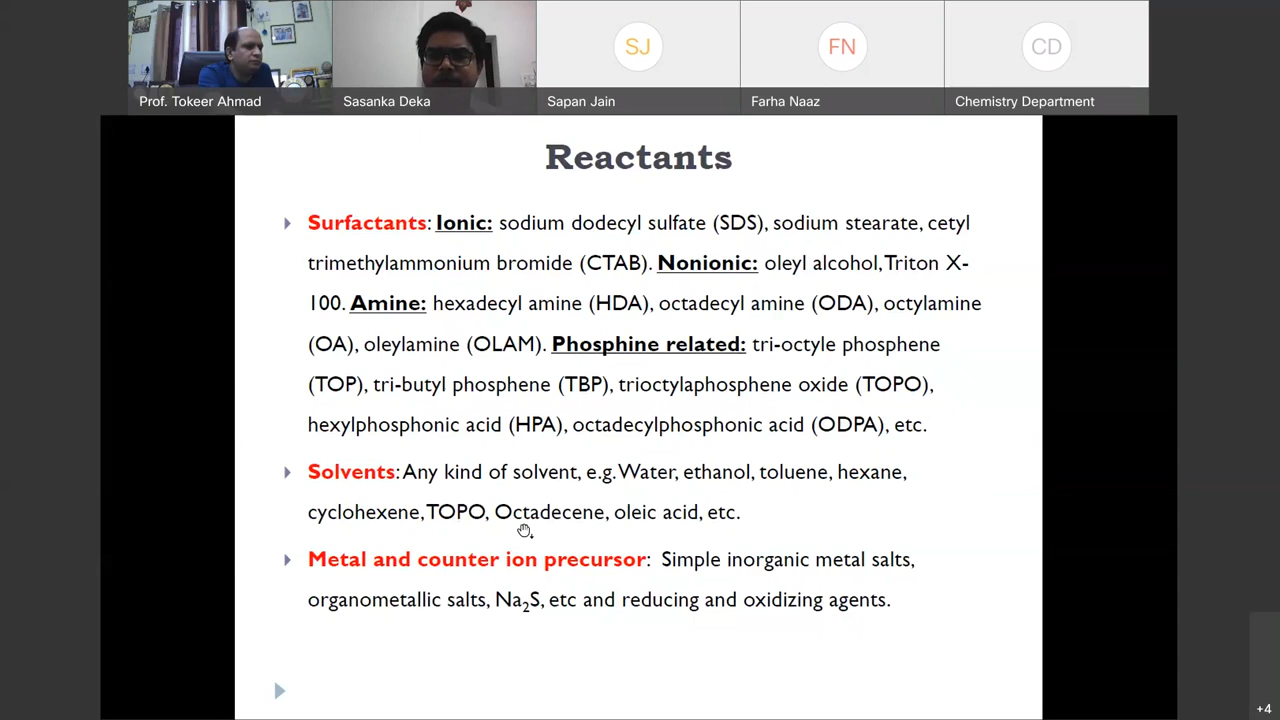 SJ
FN
CD
Prof. Tokeer Ahmad
Sasanka Deka
Sapan Jain
Farha Naaz
Chemistry Department
Reactants
Surfactants: Ionic: sodium dodecyl sulfate (SDS), sodium stearate, cetyl
trimethylammonium bromide (CTAB). Nonionic: oleyl alcohol, Triton X-
100. Amine: hexadecyl amine (HDA), octadecyl amine (ODA), octylamine
(OA), oleylamine (OLAM). Phosphine related: tri-octyle phosphene
(TOP), tri-butyl phosphene (TBP), trioctylaphosphene oxide (TOPO),
hexylphosphonic acid (HPA), octadecylphosphonic acid (ODPA), etc.
Solvents: Any kind of solvent, e.g. Water, ethanol, toluene, hexane,
cyclohexene, TOPO, Octadecene, oleic acid, etc.
Metal and counter ion precursor: Simple inorganic metal salts,
organometallic salts, Na₂S, etc and reducing and oxidizing agents.
+4